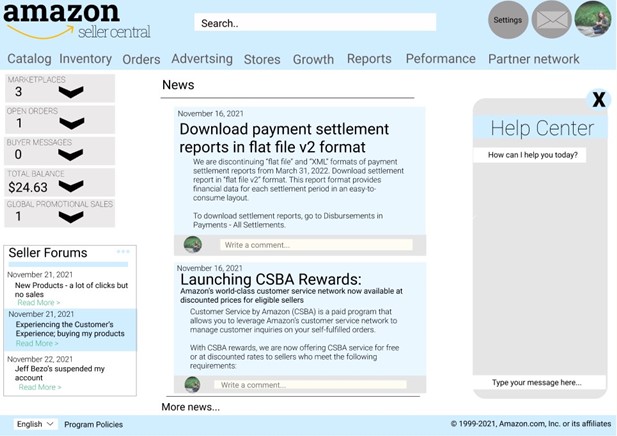 amazon
seller central
Search..
Settings
Catalog Inventory Orders Advertising Stores Growth Reports Peformance Partner network
MARKETPLACES
3
OPEN ORDERS
1
BUYER MESSAGES
0
TOTAL BALANCE
$24.63
GLOBAL PROMOTIONAL SALES
1
Seller Forums
November 21, 2021
New Products - a lot of clicks but
no sales
Read More >
November 21, 2021
Experiencing the Customer's
Experience; buying my products
Read More >
November 22, 2021
Jeff Bezo's suspended my
account
Read More >
News
November 16, 2021
Download payment settlement
reports in flat file v2 format
We are discontinuing "flat file" and "XML" formats of payment
settlement reports from March 31, 2022. Download settlement
report in "flat file v2" format. This report format provides
financial data for each settlement period in an easy-to-
consume layout.
To download settlement reports, go to Disbursements in
Payments - All Settlements.
Write a comment...
November 16, 2021
Launching CSBA Rewards:
Amazon's world-class customer service network now available at
discounted prices for eligible sellers
Customer Service by Amazon (CSBA) is a paid program that
allows you to leverage Amazon's customer service network to
manage customer inquiries on your self-fulfilled orders.
With CSBA rewards, we are now offering CSBA service for free
or at discounted rates to sellers who meet the following
requirements:
Write a comment...
More news...
X
Help Center
How can I help you today?
Type your message here...
English
Program Policies
© 1999-2021, Amazon.com, Inc. or its affiliates